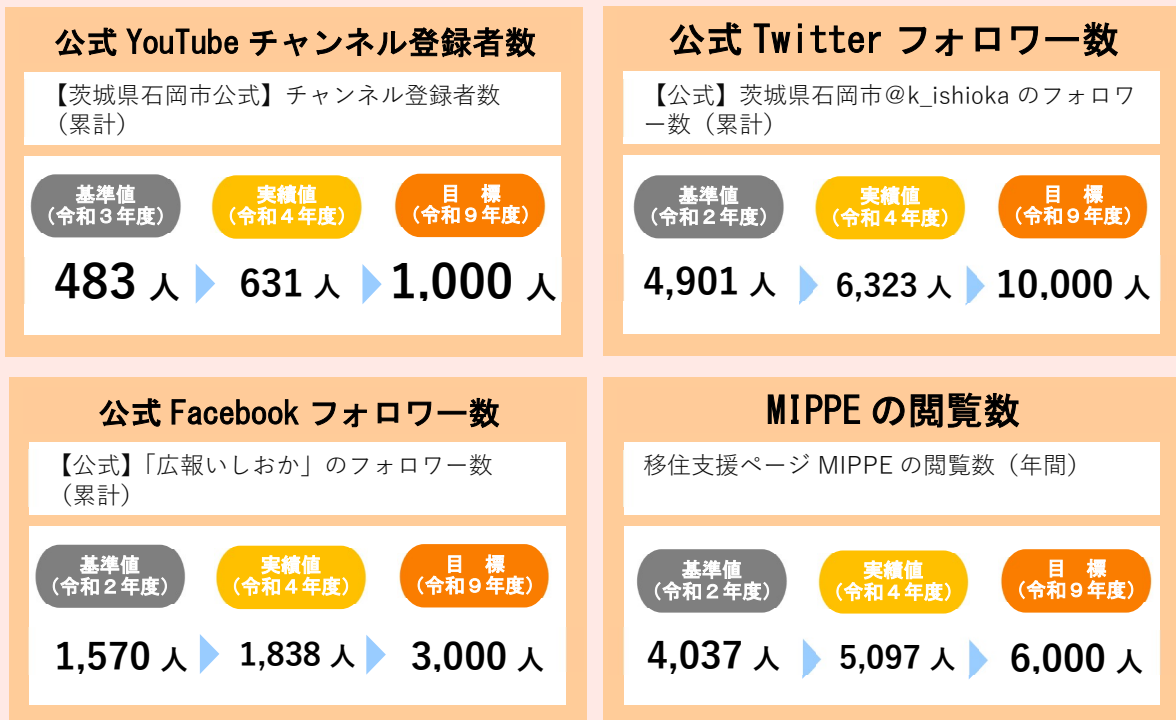 公式 YouTube チャンネル登録者数
【茨城県石岡市公式】チャンネル登録者数
（累計）
基準値
（令和３年度）
実績値
（令和４年度）
目　標
（令和９年度）
483 人
631 人
1,000 人
公式 Twitter フォロワー数
【公式】茨城県石岡市@k_ishioka のフォロワ
ー数（累計）
基準値
（令和２年度）
実績値
（令和４年度）
目　標
（令和９年度）
4,901 人
6,323 人
10,000 人
公式 Facebook フォロワー数
【公式】「広報いしおか」のフォロワー数
（累計）
基準値
（令和２年度）
実績値
（令和４年度）
目　標
（令和９年度）
1,570 人
1,838 人
3,000 人
MIPPE の閲覧数
移住支援ページ MIPPE の閲覧数（年間）
基準値
（令和２年度）
実績値
（令和４年度）
目　標
（令和９年度）
4,037 人
5,097 人
6,000 人